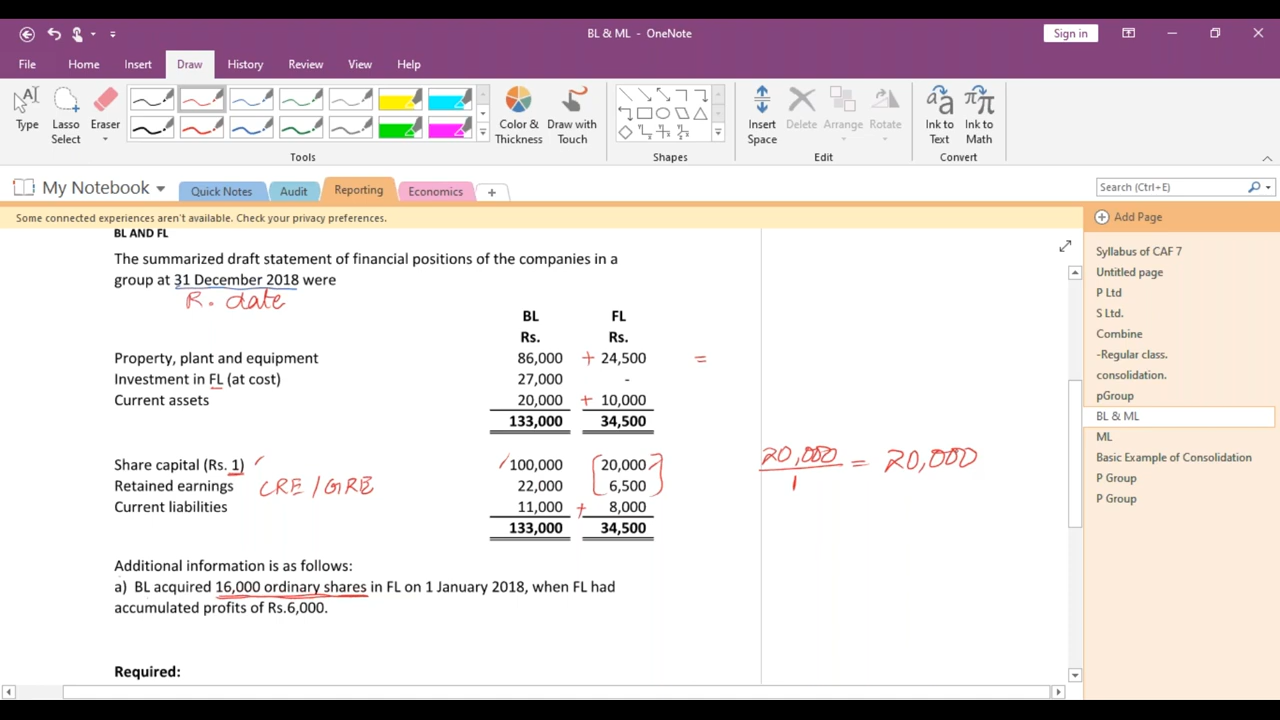 BL & ML - OneNote
Sign in
File Home Insert Draw History Review View Help
Type
Lasso Select
Eraser
Color & Thickness
Draw with Touch
Insert Space
Delete
Arrange
Rotate
Ink to Text
Ink to Math
Tools
Shapes
Edit
Convert
My Notebook
Quick Notes Audit Reporting Economics
Search (Ctrl+E)
Some connected experiences aren't available. Check your privacy preferences.
Add Page
BL AND FL
The summarized draft statement of financial positions of the companies in a
group at 31 December 2018 were
R. date
BL FL
Rs. Rs.
Property, plant and equipment 86,000 + 24,500 =
Investment in FL (at cost) 27,000 -
Current assets 20,000 + 10,000
133,000 34,500
Share capital (Rs. 1) 100,000 20,000
20,000 / 1 = 20,000
Retained earnings CRE / GRE 22,000 6,500
Current liabilities 11,000 + 8,000
133,000 34,500
Additional information is as follows:
a) BL acquired 16,000 ordinary shares in FL on 1 January 2018, when FL had
accumulated profits of Rs.6,000.
Required:
Syllabus of CAF 7
Untitled page
P Ltd
S Ltd.
Combine
-Regular class.
consolidation.
pGroup
BL & ML
ML
Basic Example of Consolidation
P Group
P Group